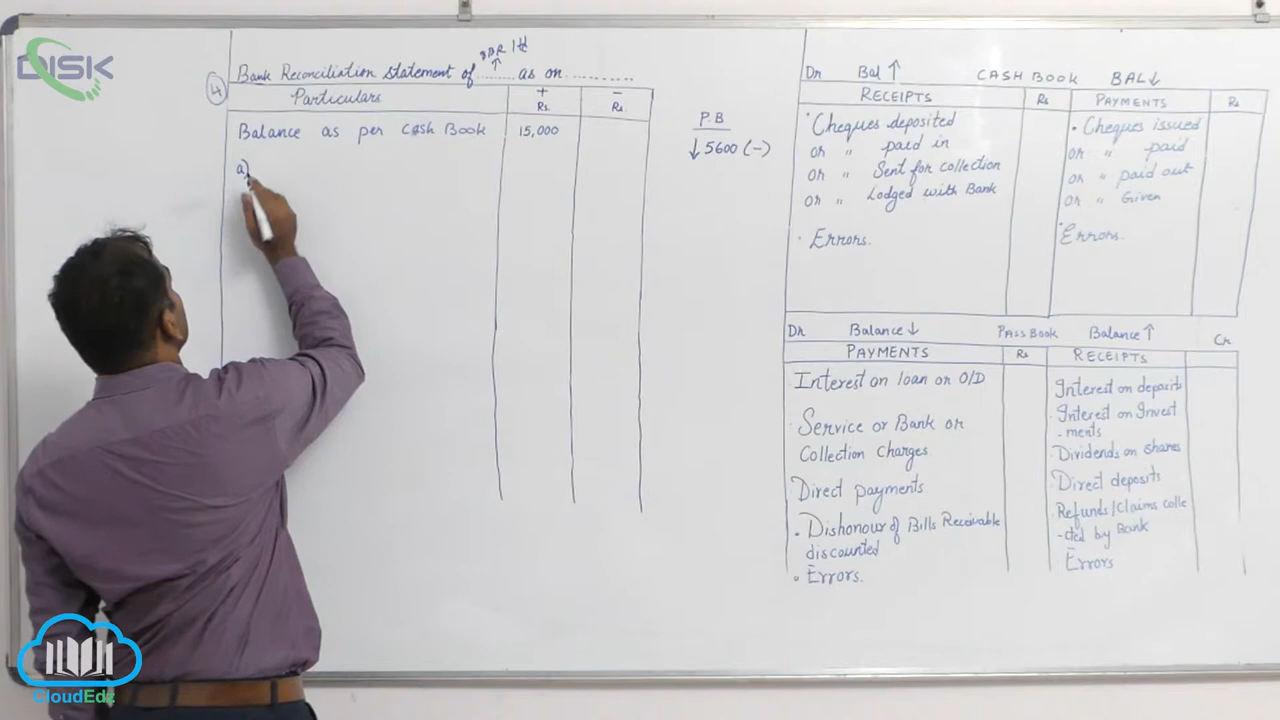 DISK
Bank Reconciliation Statement of ........ as on ..........
④
Particulars
+
Rs.
-
Rs.
Balance as per Cash Book 15,000
a)
P.B
↓ 5600 (-)
Dr Bal ↑ CASH BOOK BAL ↓
RECEIPTS Rs PAYMENTS Rs
• Cheques deposited
or " paid in
or " Sent for collection
or " Lodged with Bank
• Errors.
• Cheques issued
or " paid
or " paid out
or " Given
• Errors.
Dr Balance ↓ PASS BOOK Balance ↑ Cr
PAYMENTS Rs RECEIPTS
Interest on loan or O/D
Service or Bank or
Collection Charges
Direct payments
• Dishonour of Bills Receivable
discounted
• Errors.
Interest on deposits
Interest on Invest
-ments
Dividends on shares
Direct deposits
Refunds/Claims colle
-cted by Bank
Errors
CloudEdz